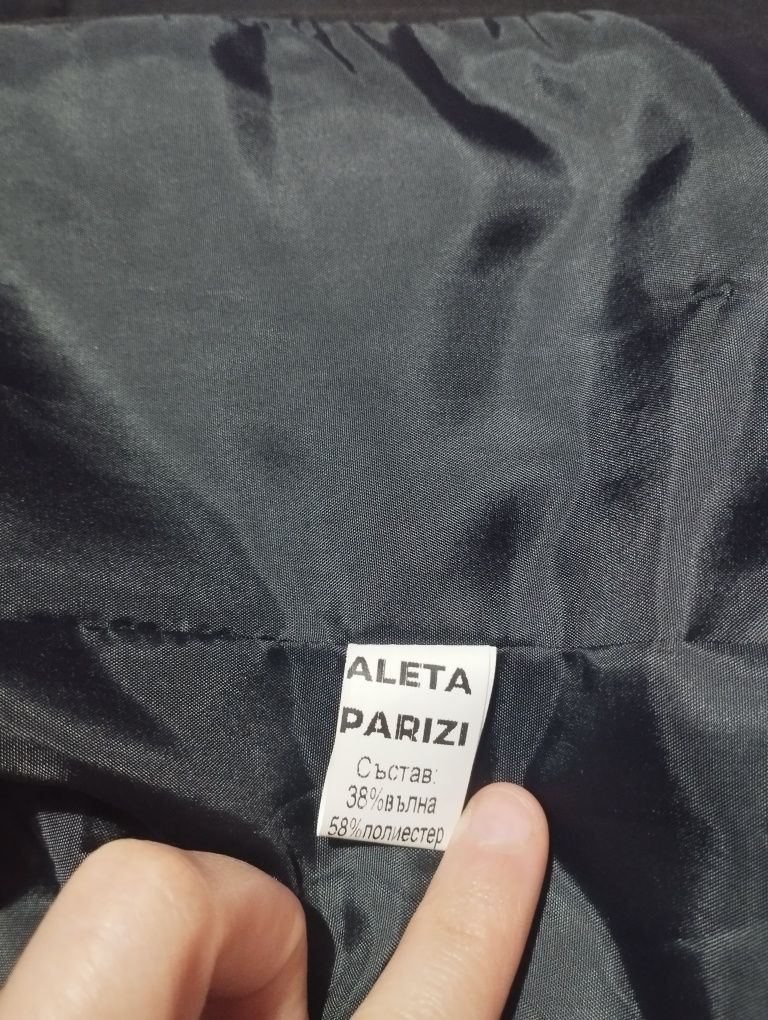 ALETA
PARIZI
Състав:
38%вълна
58%полиестер